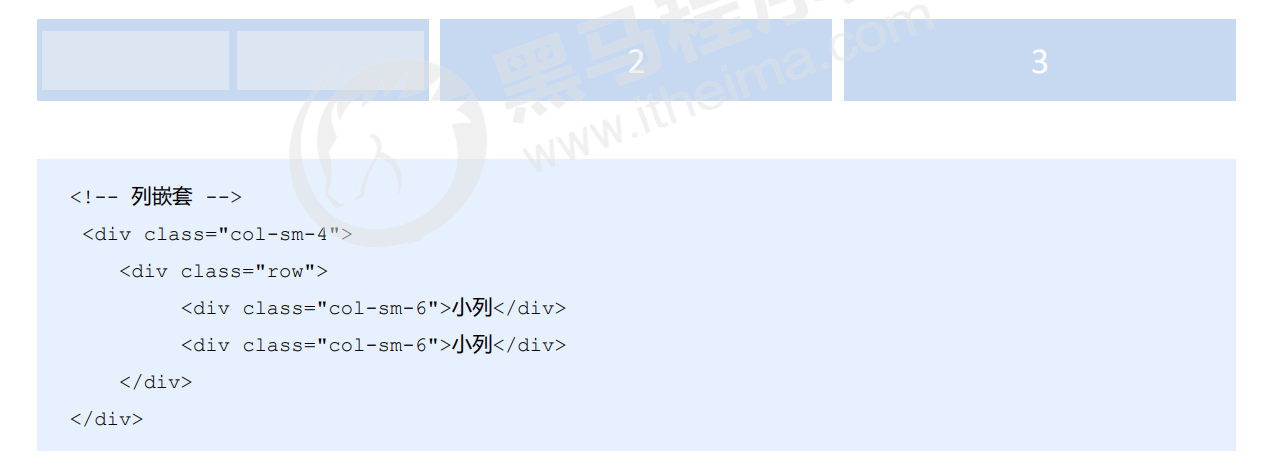 2
3
黑马程序
www.itheima.com
<!-- 列嵌套 -->
<div class="col-sm-4">
<div class="row">
<div class="col-sm-6">小列</div>
<div class="col-sm-6">小列</div>
</div>
</div>